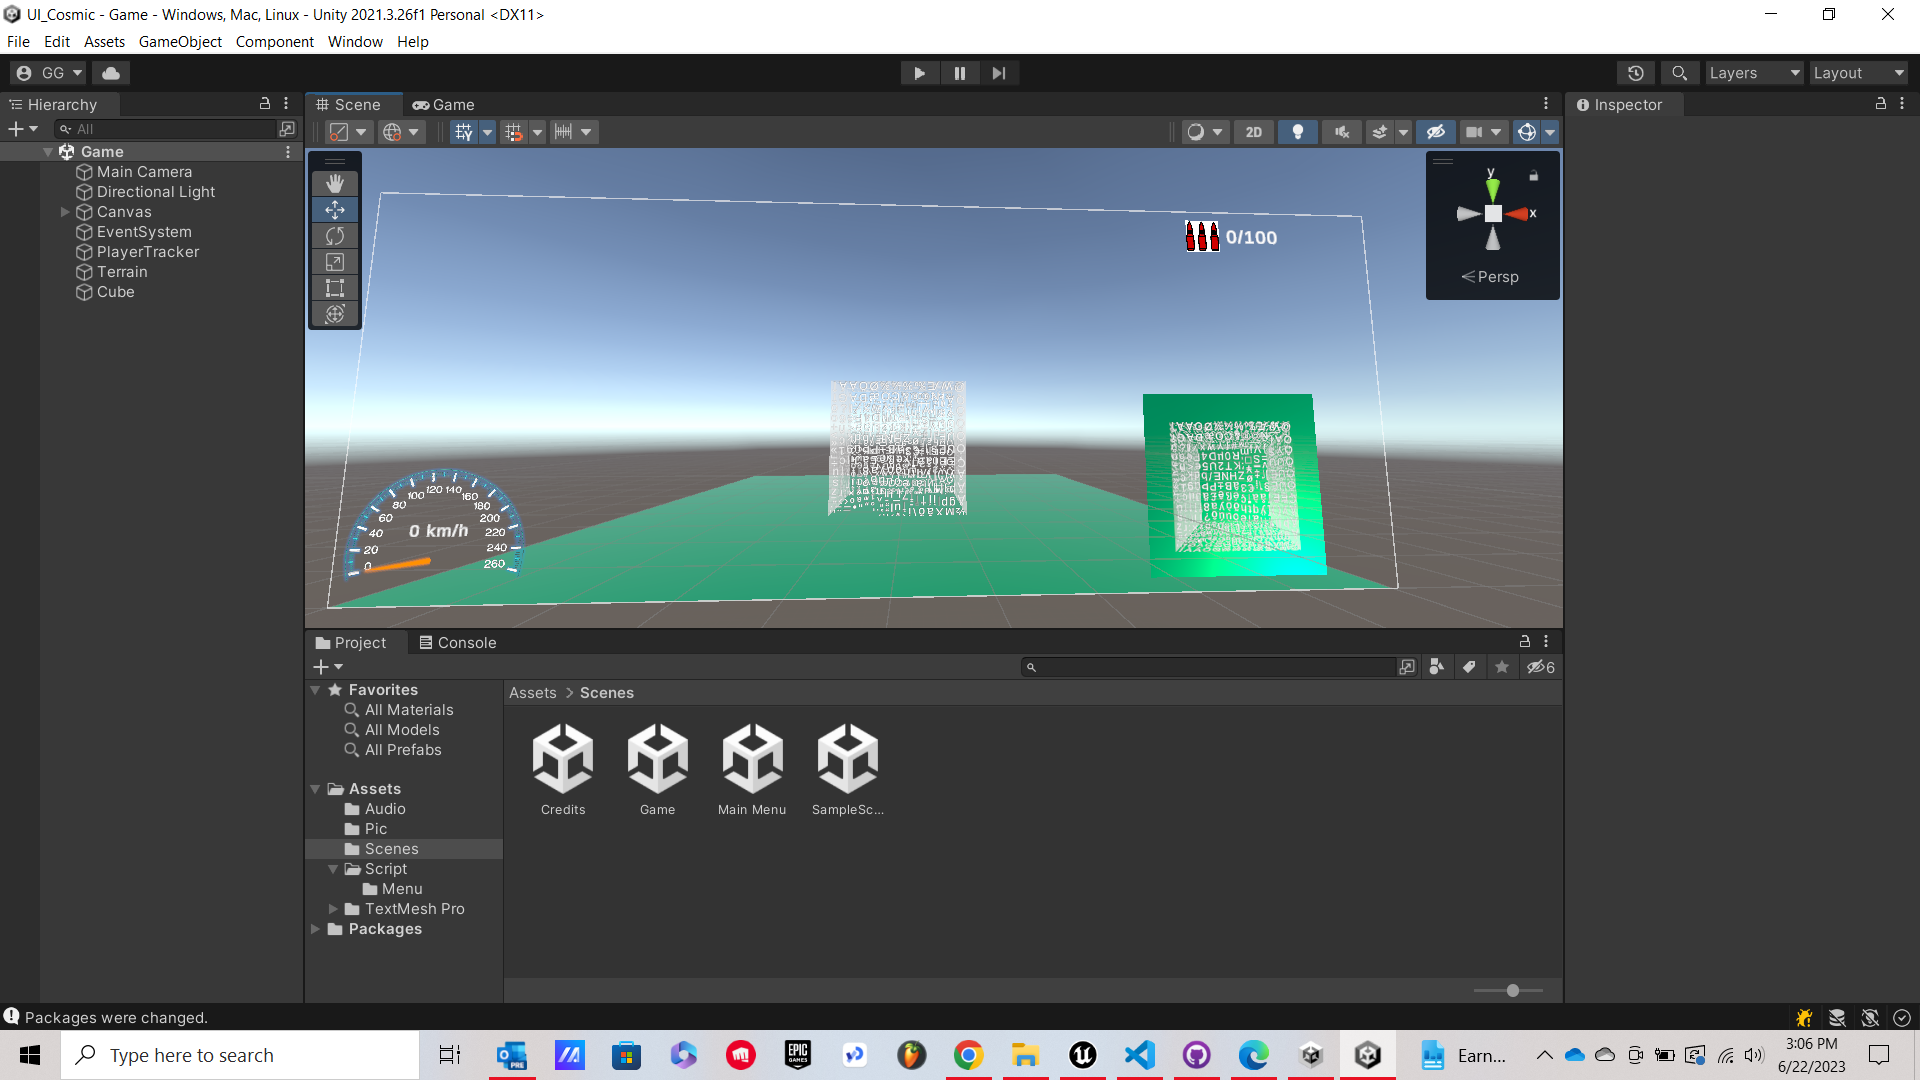 UI_Cosmic - Game - Windows, Mac, Linux - Unity 2021.3.26f1 Personal <DX11>
File Edit Assets GameObject Component Window Help
GG
Layers
Layout
Hierarchy
Scene
Game
Inspector
All
2D
Game
Main Camera
Directional Light
Canvas
EventSystem
PlayerTracker
Terrain
Cube
y
x
Persp
0/100
0
20
40
60
80
100
120
140
160
180
200
220
240
260
0 km/h
Project
Console
6
Favorites
All Materials
All Models
All Prefabs
Assets > Scenes
Credits
Game
Main Menu
SampleSc...
Assets
Audio
Pic
Scenes
Script
Menu
TextMesh Pro
Packages
Packages were changed.
Type here to search
PRE
EPIC GAMES
Earn...
3:06 PM
6/22/2023